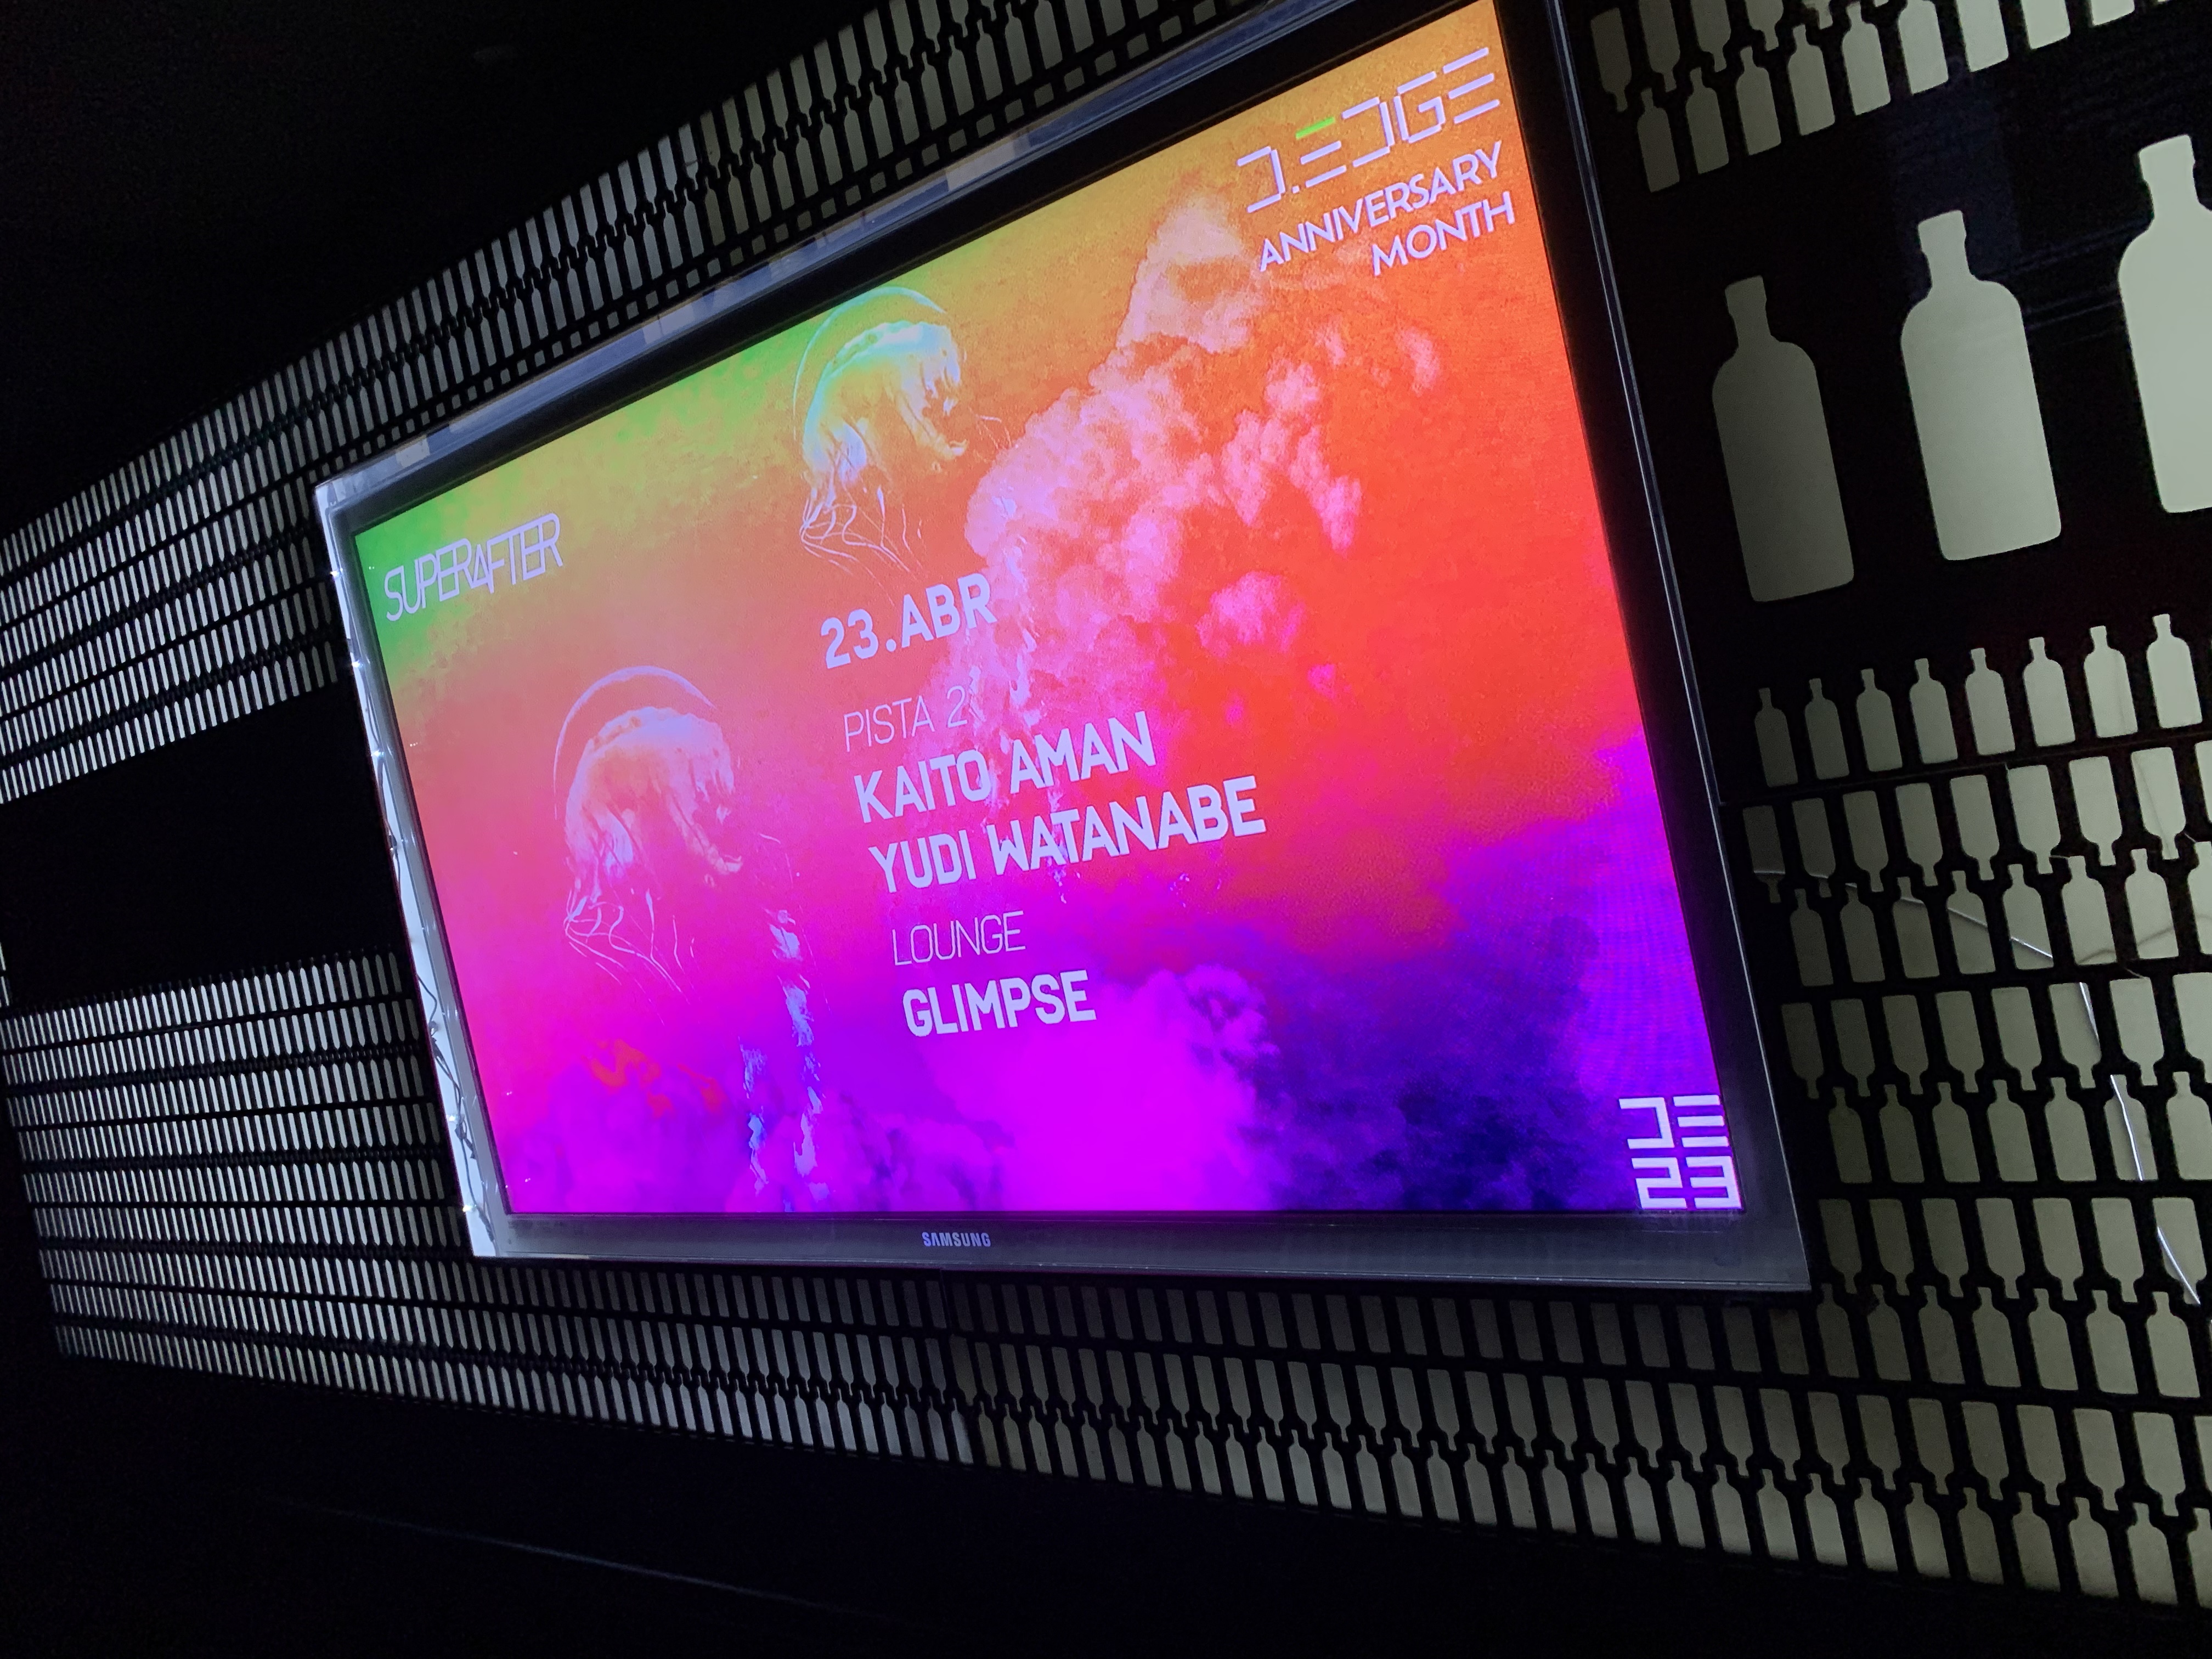 SUPERAFTER
D.EDGE
ANNIVERSARY
MONTH
23.ABR
PISTA 2
KAITO AMAN
YUDI WATANABE
LOUNGE
GLIMPSE
DE
23
SAMSUNG